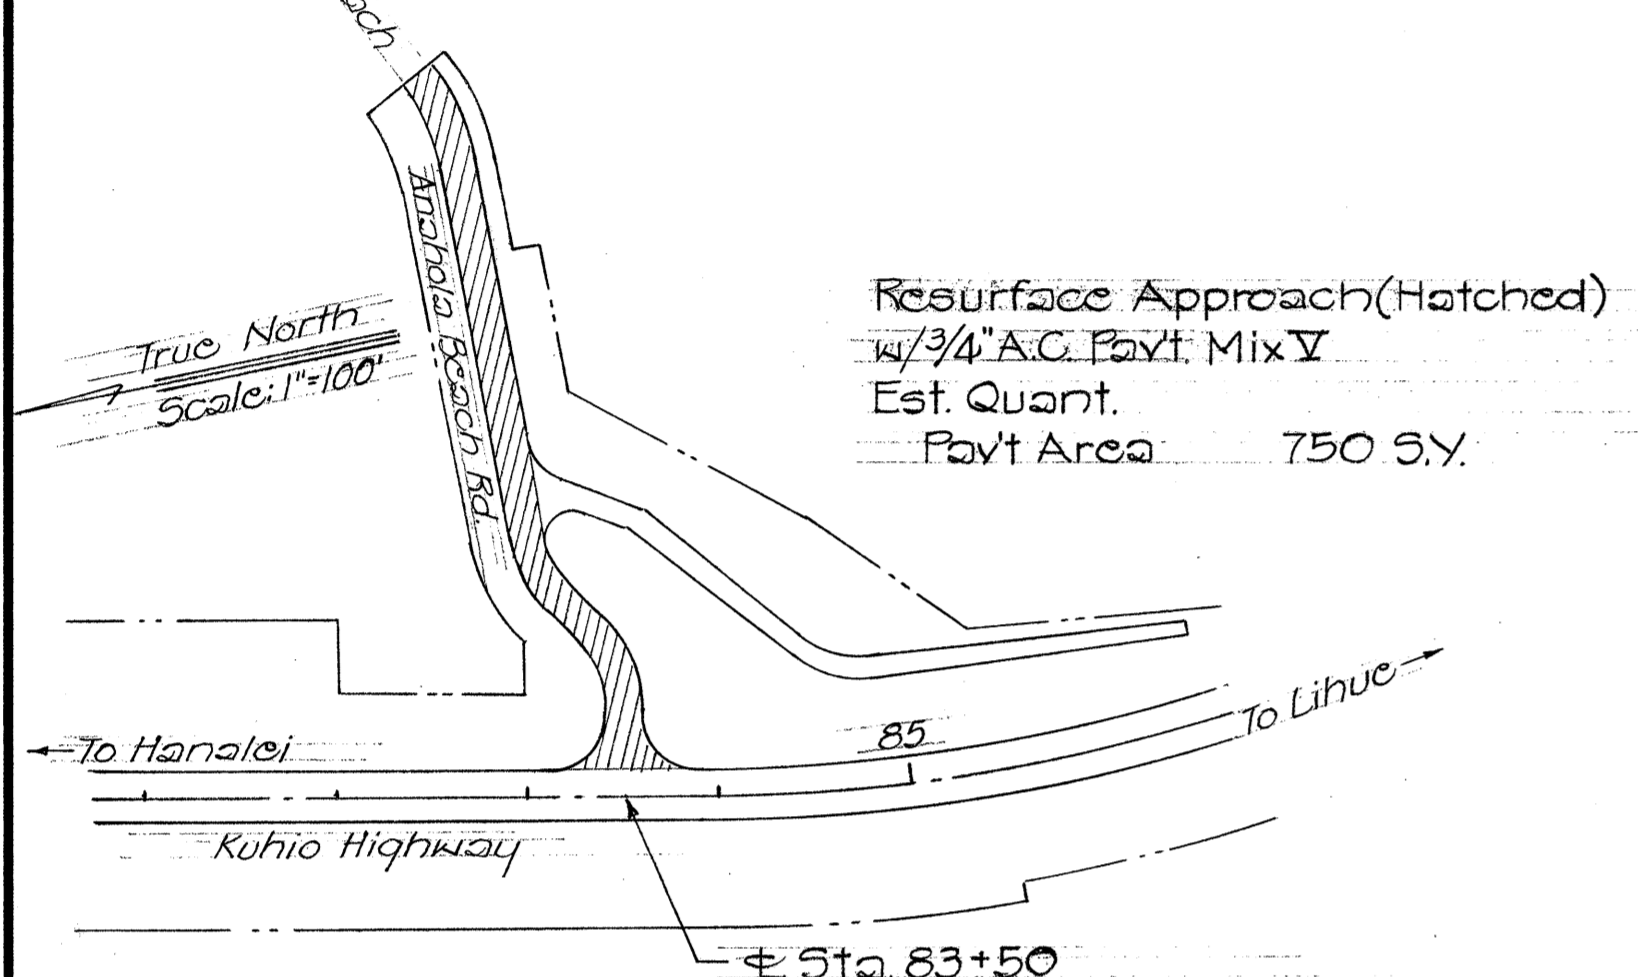 Anahola Beach Rd.
True North
Scale: 1"=100'
Resurface Approach (Hatched)
w/ 3/4" A.C. Pav't. Mix V
Est. Quant.
Pav't Area 750 S.Y.
To Hanalei
85
To Lihue
Kuhio Highway
℄ Sta. 83+50